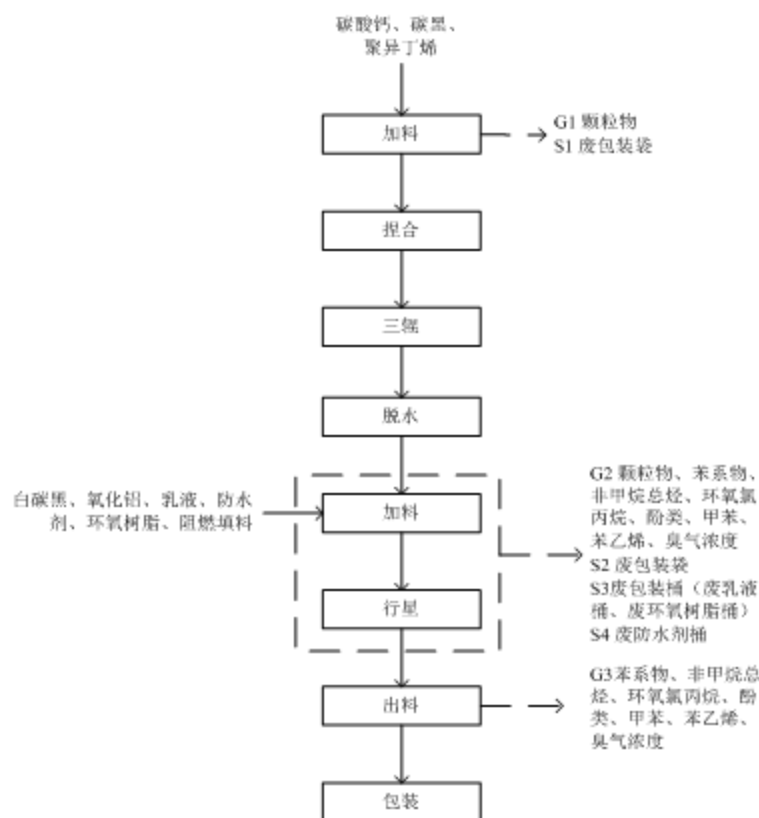 碳酸钙、碳黑、
聚异丁烯
加料
G1 颗粒物
S1 废包装袋
捏合
三辊
脱水
白碳黑、氧化铝、乳液、防水
剂、环氧树脂、阻燃填料
加料
行星
G2 颗粒物、苯系物、
非甲烷总烃、环氧氯
丙烷、酚类、甲苯、
苯乙烯、臭气浓度
S2 废包装袋
S3废包装桶（废乳液
桶、废环氧树脂桶）
S4 废防水剂桶
出料
G3苯系物、非甲烷总
烃、环氧氯丙烷、酚
类、甲苯、苯乙烯、
臭气浓度
包装